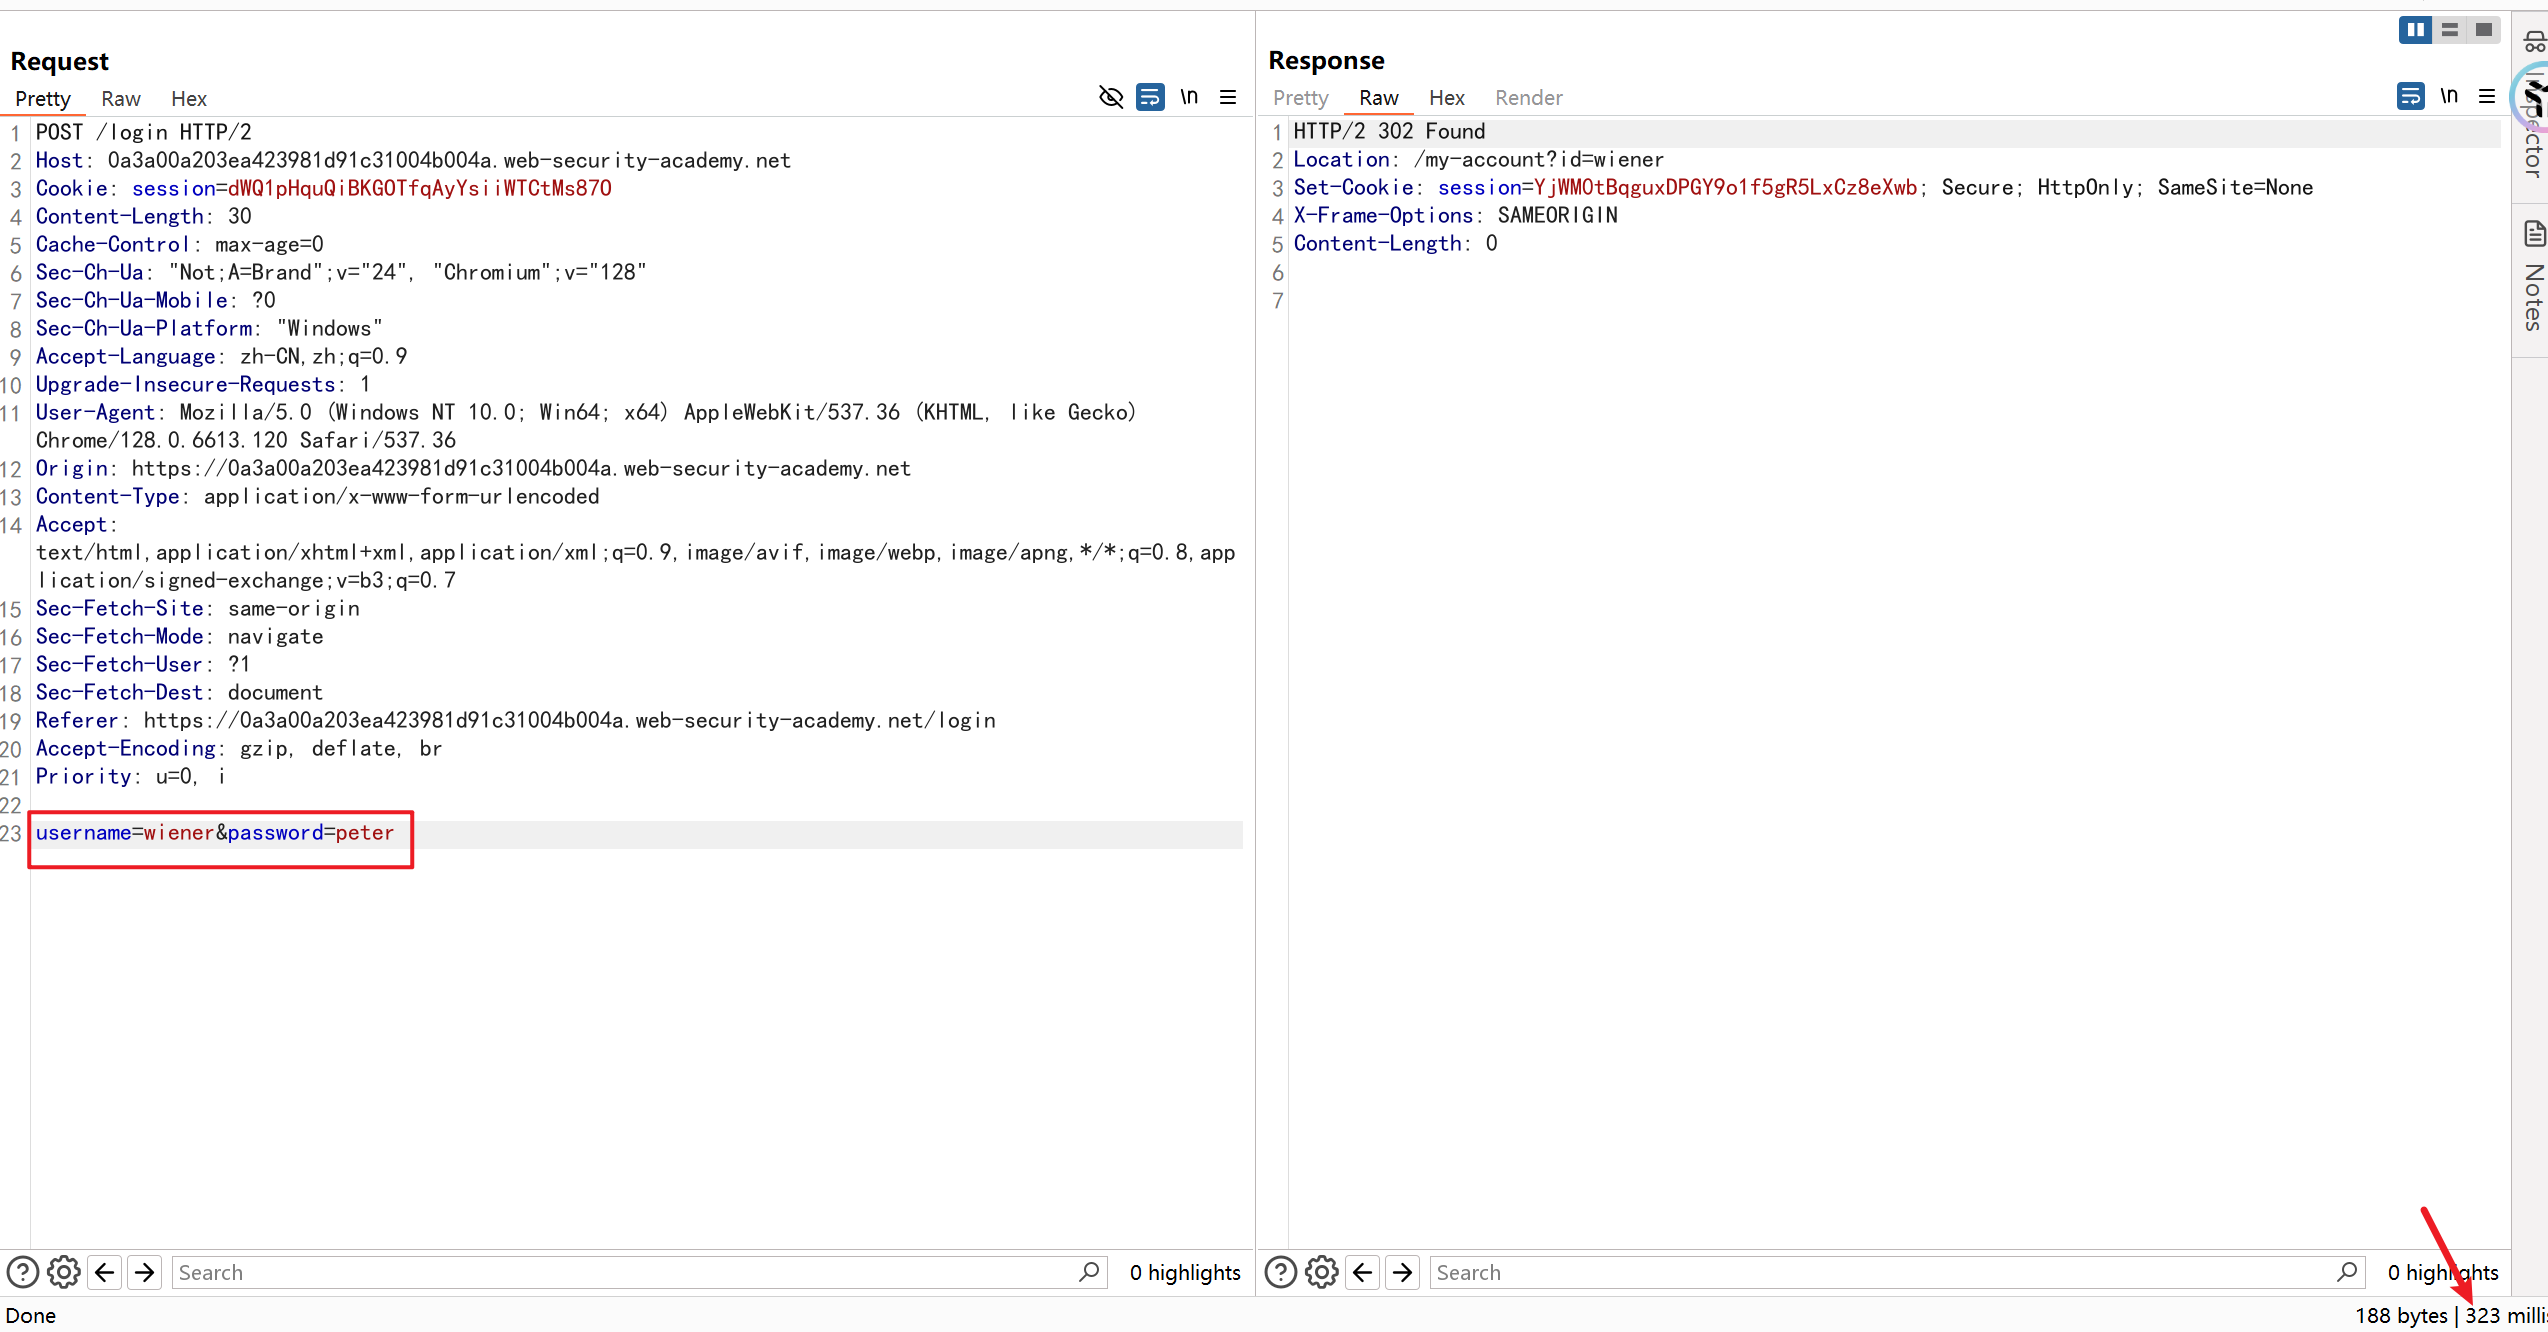 Request
Pretty Raw Hex
\n
1 POST /login HTTP/2
2 Host: 0a3a00a203ea423981d91c31004b004a.web-security-academy.net
3 Cookie: session=dWQ1pHquQiBKGOTfqAyYsiiWTCtMs870
4 Content-Length: 30
5 Cache-Control: max-age=0
6 Sec-Ch-Ua: "Not;A=Brand";v="24", "Chromium";v="128"
7 Sec-Ch-Ua-Mobile: ?0
8 Sec-Ch-Ua-Platform: "Windows"
9 Accept-Language: zh-CN,zh;q=0.9
10 Upgrade-Insecure-Requests: 1
11 User-Agent: Mozilla/5.0 (Windows NT 10.0; Win64; x64) AppleWebKit/537.36 (KHTML, like Gecko)
Chrome/128.0.6613.120 Safari/537.36
12 Origin: https://0a3a00a203ea423981d91c31004b004a.web-security-academy.net
13 Content-Type: application/x-www-form-urlencoded
14 Accept:
text/html,application/xhtml+xml,application/xml;q=0.9,image/avif,image/webp,image/apng,*/*;q=0.8,app
lication/signed-exchange;v=b3;q=0.7
15 Sec-Fetch-Site: same-origin
16 Sec-Fetch-Mode: navigate
17 Sec-Fetch-User: ?1
18 Sec-Fetch-Dest: document
19 Referer: https://0a3a00a203ea423981d91c31004b004a.web-security-academy.net/login
20 Accept-Encoding: gzip, deflate, br
21 Priority: u=0, i
22
23 username=wiener&password=peter
Search
0 highlights
Done
Response
Pretty Raw Hex Render
\n
1 HTTP/2 302 Found
2 Location: /my-account?id=wiener
3 Set-Cookie: session=YjWMOtBqguxDPGY9o1f5gR5LxCz8eXwb; Secure; HttpOnly; SameSite=None
4 X-Frame-Options: SAMEORIGIN
5 Content-Length: 0
6
7
Search
0 highlights
188 bytes | 323 milli
Notes